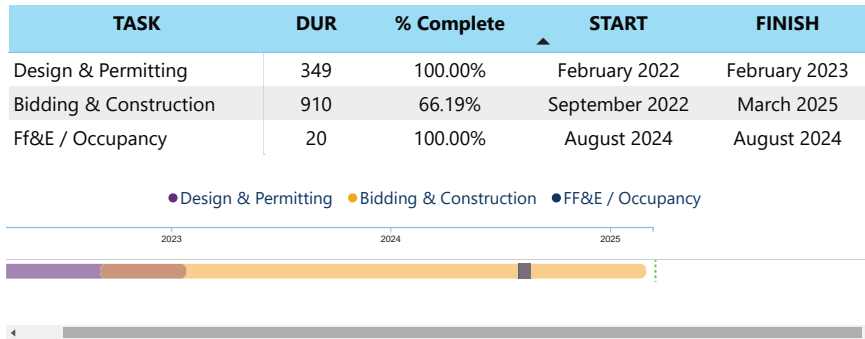 TASK DUR % Complete START FINISH
Design & Permitting 349 100.00% February 2022 February 2023
Bidding & Construction 910 66.19% September 2022 March 2025
Ff&E / Occupancy 20 100.00% August 2024 August 2024
Design & Permitting Bidding & Construction FF&E / Occupancy
2023 2024 2025